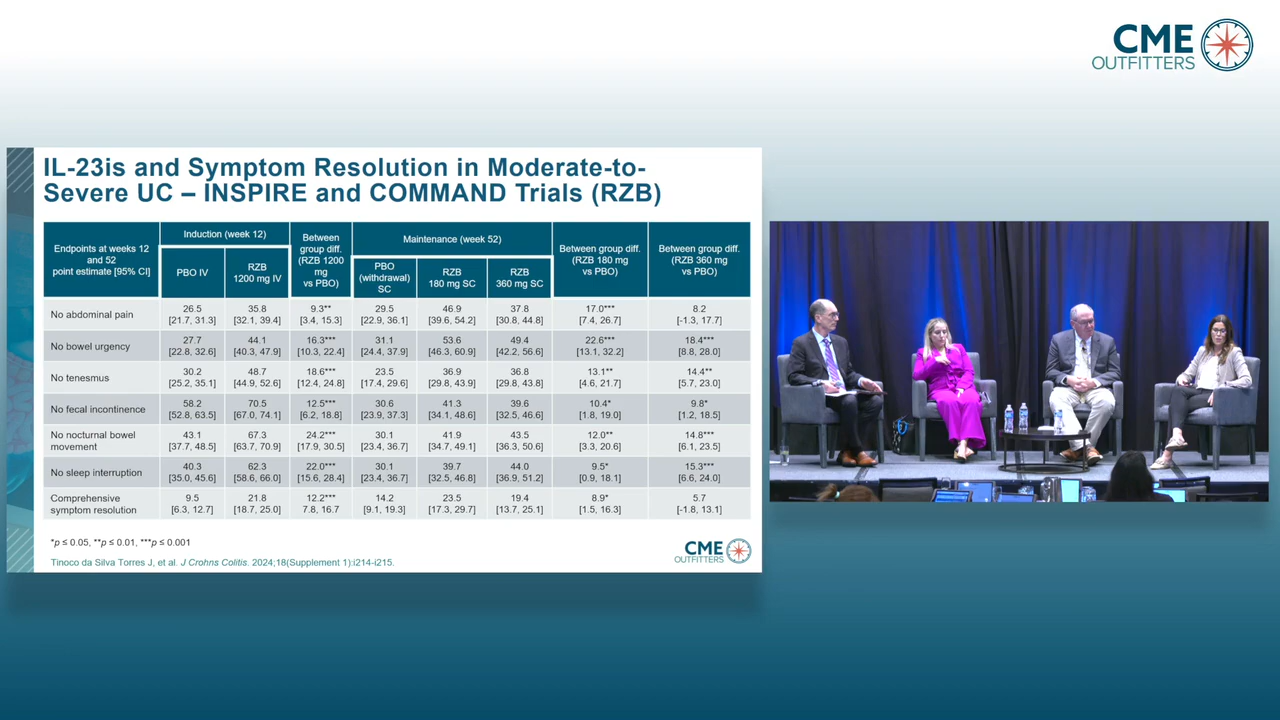 CME
OUTFITTERS
IL-23is and Symptom Resolution in Moderate-to-
Severe UC – INSPIRE and COMMAND Trials (RZB)
Endpoints at weeks 12
and 52
point estimate [95% CI]
Induction (week 12)
PBO IV
RZB
1200 mg IV
Between
group diff.
(RZB 1200
mg
vs PBO)
Maintenance (week 52)
PBO
(withdrawal)
SC
RZB
180 mg SC
RZB
360 mg SC
Between group diff.
(RZB 180 mg
vs PBO)
Between group diff.
(RZB 360 mg
vs PBO)
No abdominal pain
26.5 35.8 9.3** 29.5 46.9 37.8 17.0*** 8.2
[21.7, 31.3] [32.1, 39.4] [3.4, 15.3] [22.9, 36.1] [39.6, 54.2] [30.8, 44.8] [7.4, 26.7] [-1.3, 17.7]
No bowel urgency
27.7 44.1 16.3*** 31.1 53.6 49.4 22.6*** 18.4***
[22.8, 32.6] [40.3, 47.9] [10.3, 22.4] [24.4, 37.9] [46.3, 60.9] [42.2, 56.6] [13.1, 32.2] [8.8, 28.0]
No tenesmus
30.2 48.7 18.6*** 23.5 36.9 36.8 13.1** 14.4**
[25.2, 35.1] [44.9, 52.6] [12.4, 24.8] [17.4, 29.6] [29.8, 43.9] [29.8, 43.8] [4.6, 21.7] [5.7, 23.0]
No fecal incontinence
58.2 70.5 12.5*** 30.6 41.3 39.6 10.4* 9.8*
[52.8, 63.5] [67.0, 74.1] [6.2, 18.8] [23.9, 37.3] [34.1, 48.6] [32.5, 46.6] [1.8, 19.0] [1.2, 18.5]
No nocturnal bowel
movement
43.1 67.3 24.2*** 30.1 41.9 43.5 12.0** 14.8***
[37.7, 48.5] [63.7, 70.9] [17.9, 30.5] [23.4, 36.7] [34.7, 49.1] [36.3, 50.6] [3.3, 20.6] [6.1, 23.5]
No sleep interruption
40.3 62.3 22.0*** 30.1 39.7 44.0 9.5* 15.3***
[35.0, 45.6] [58.6, 66.0] [15.6, 28.4] [23.4, 36.7] [32.5, 46.8] [36.9, 51.2] [0.9, 18.1] [6.6, 24.0]
Comprehensive
symptom resolution
9.5 21.8 12.2*** 14.2 23.5 19.4 8.9* 5.7
[6.3, 12.7] [18.7, 25.0] 7.8, 16.7 [9.1, 19.3] [17.3, 29.7] [13.7, 25.1] [1.5, 16.3] [-1.8, 13.1]
*p ≤ 0.05, **p ≤ 0.01, ***p ≤ 0.001
Tinoco da Silva Torres J, et al. J Crohns Colitis. 2024;18(Supplement 1):i214-i215.
CME
OUTFITTERS